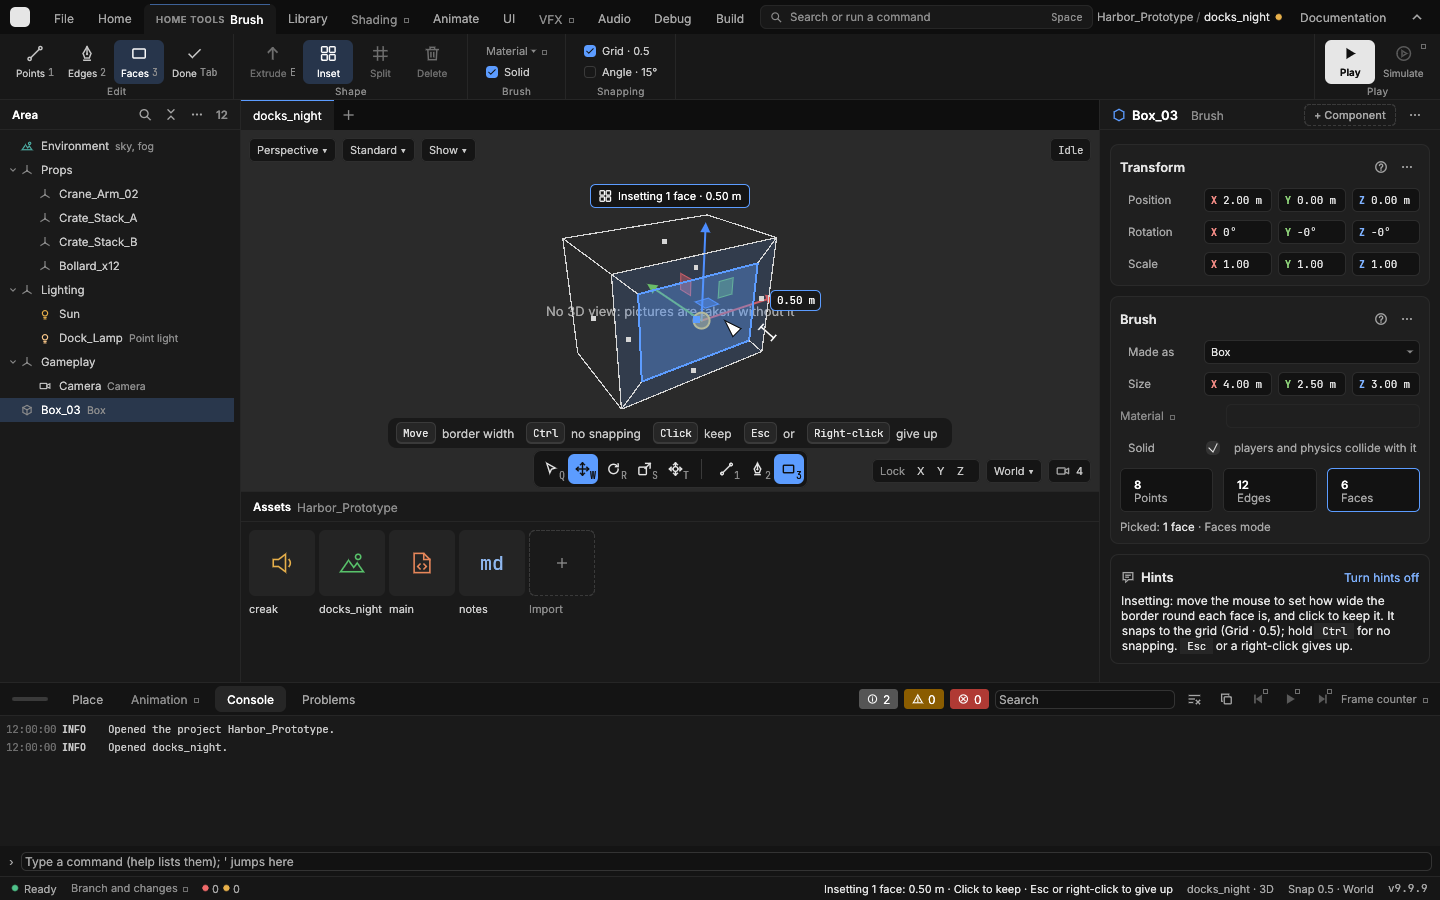 File Home HOME TOOLS Brush Library Shading Animate UI VFX Audio Debug Build Search or run a command Space Harbor_Prototype / docks_night Documentation
Points 1 Edges 2 Faces 3 Done Tab
Edit
Extrude E Inset Split Delete
Shape
Material
Solid
Brush
Grid · 0.5
Angle · 15°
Snapping
Play Simulate
Play
Area 12
Environment sky, fog
Props
Crane_Arm_02
Crate_Stack_A
Crate_Stack_B
Bollard_x12
Lighting
Sun
Dock_Lamp Point light
Gameplay
Camera Camera
Box_03 Box
docks_night
Perspective Standard Show Idle
Insetting 1 face · 0.50 m
0.50 m
No 3D view: pictures are taken without it
Move border width Ctrl no snapping Click keep Esc or Right-click give up
Q W R S T 1 2 3
Lock X Y Z World 4
Assets Harbor_Prototype
md
creak docks_night main notes Import
Box_03 Brush + Component
Transform
Position X 2.00 m Y 0.00 m Z 0.00 m
Rotation X 0° Y -0° Z -0°
Scale X 1.00 Y 1.00 Z 1.00
Brush
Made as Box
Size X 4.00 m Y 2.50 m Z 3.00 m
Material
Solid players and physics collide with it
8 Points
12 Edges
6 Faces
Picked: 1 face · Faces mode
Hints Turn hints off
Insetting: move the mouse to set how wide the
border round each face is, and click to keep it. It
snaps to the grid (Grid · 0.5); hold Ctrl for no
snapping. Esc or a right-click gives up.
Place Animation Console Problems 2 0 0 Search Frame counter
12:00:00 INFO Opened the project Harbor_Prototype.
12:00:00 INFO Opened docks_night.
› Type a command (help lists them); ' jumps here
Ready Branch and changes 0 0 Insetting 1 face: 0.50 m · Click to keep · Esc or right-click to give up docks_night · 3D Snap 0.5 · World v9.9.9